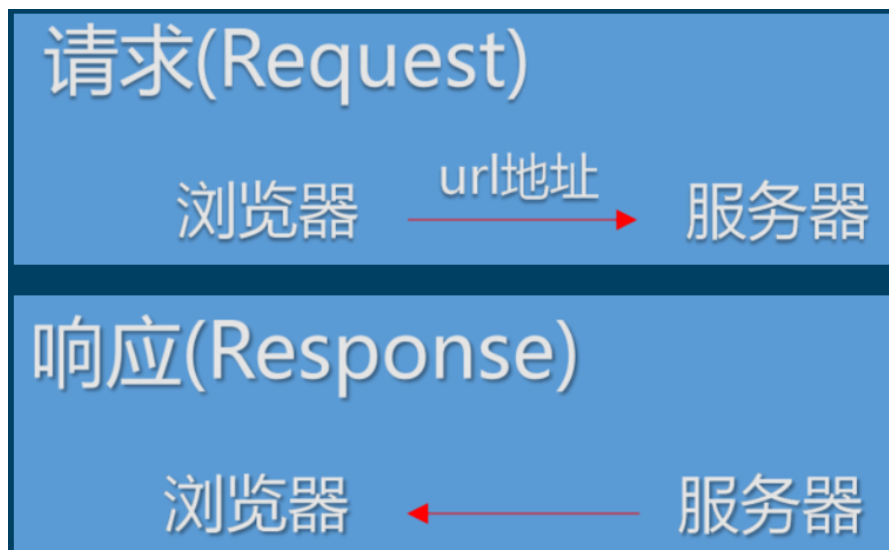 请求(Request)
url地址
浏览器 服务器
响应(Response)
浏览器 服务器